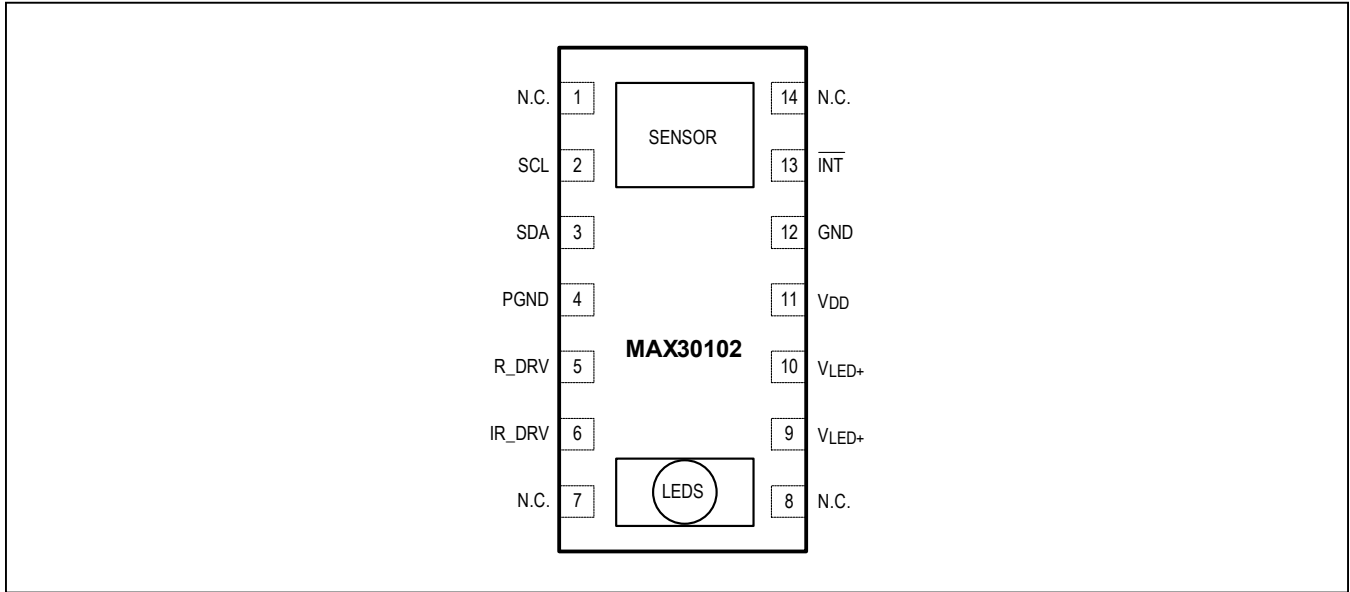 N.C. 1 SENSOR 14 N.C.
SCL 2 13 INT
SDA 3 12 GND
PGND 4 11 VDD
MAX30102
R_DRV 5 10 VLED+
IR_DRV 6 9 VLED+
N.C. 7 LEDS 8 N.C.